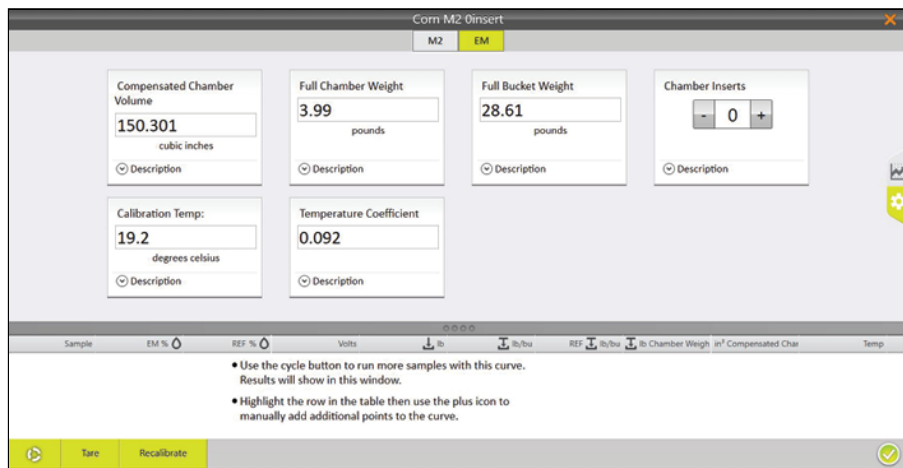 Corn M2 0insert
M2 EM
Compensated Chamber
Volume
150.301
cubic inches
Description
Full Chamber Weight
3.99
pounds
Description
Full Bucket Weight
28.61
pounds
Description
Chamber Inserts
- 0 +
Description
Calibration Temp:
19.2
degrees celsius
Description
Temperature Coefficient
0.092
Description
Sample EM % REF % Volts lb lb/bu REF lb/bu lb Chamber Weigh in³ Compensated Char Temp
• Use the cycle button to run more samples with this curve.
Results will show in this window.
• Highlight the row in the table then use the plus icon to
manually add additional points to the curve.
Tare Recalibrate